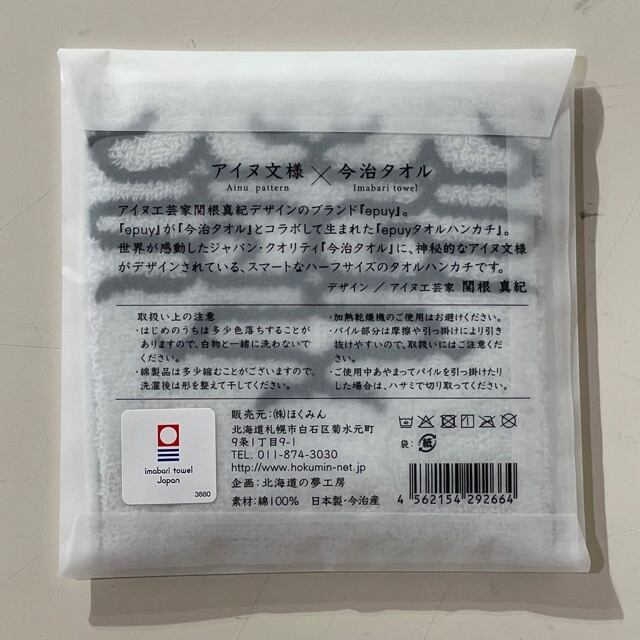 アイヌ文様×今治タオル
Ainu pattern Imabari towel
アイヌ工芸家関根真紀デザインのブランド『epuy』。
『epuy』が『今治タオル』とコラボして生まれた『epuyタオルハンカチ』。
世界が感動したジャパン・クオリティ『今治タオル』に、神秘的なアイヌ文様
がデザインされている、スマートなハーフサイズのタオルハンカチです。
デザイン / アイヌ工芸家 関根 真紀
取扱い上の注意
・はじめのうちは多少色落ちすることが
ありますので、白物と一緒に洗わないで
ください。
・綿製品は多少縮むことがございますので、
洗濯後は形を整えて干してください。
・加熱乾燥機のご使用はお避けください。
・パイル部分は摩擦や引っ掛けにより引き
抜けやすいので、取扱いにはご注意くださ
い。
・ご使用中あやまってパイルを引っ掛けたり
した場合は、ハサミで切り取ってください。
imabari towel
Japan
3880
販売元:㈱ほくみん
北海道札幌市白石区菊水元町
9条1丁目9-1
TEL. 011-874-3030
http://www.hokumin-net.jp
企画:北海道の夢工房
素材:綿100% 日本製・今治産
袋: 紙
4 562154 292664